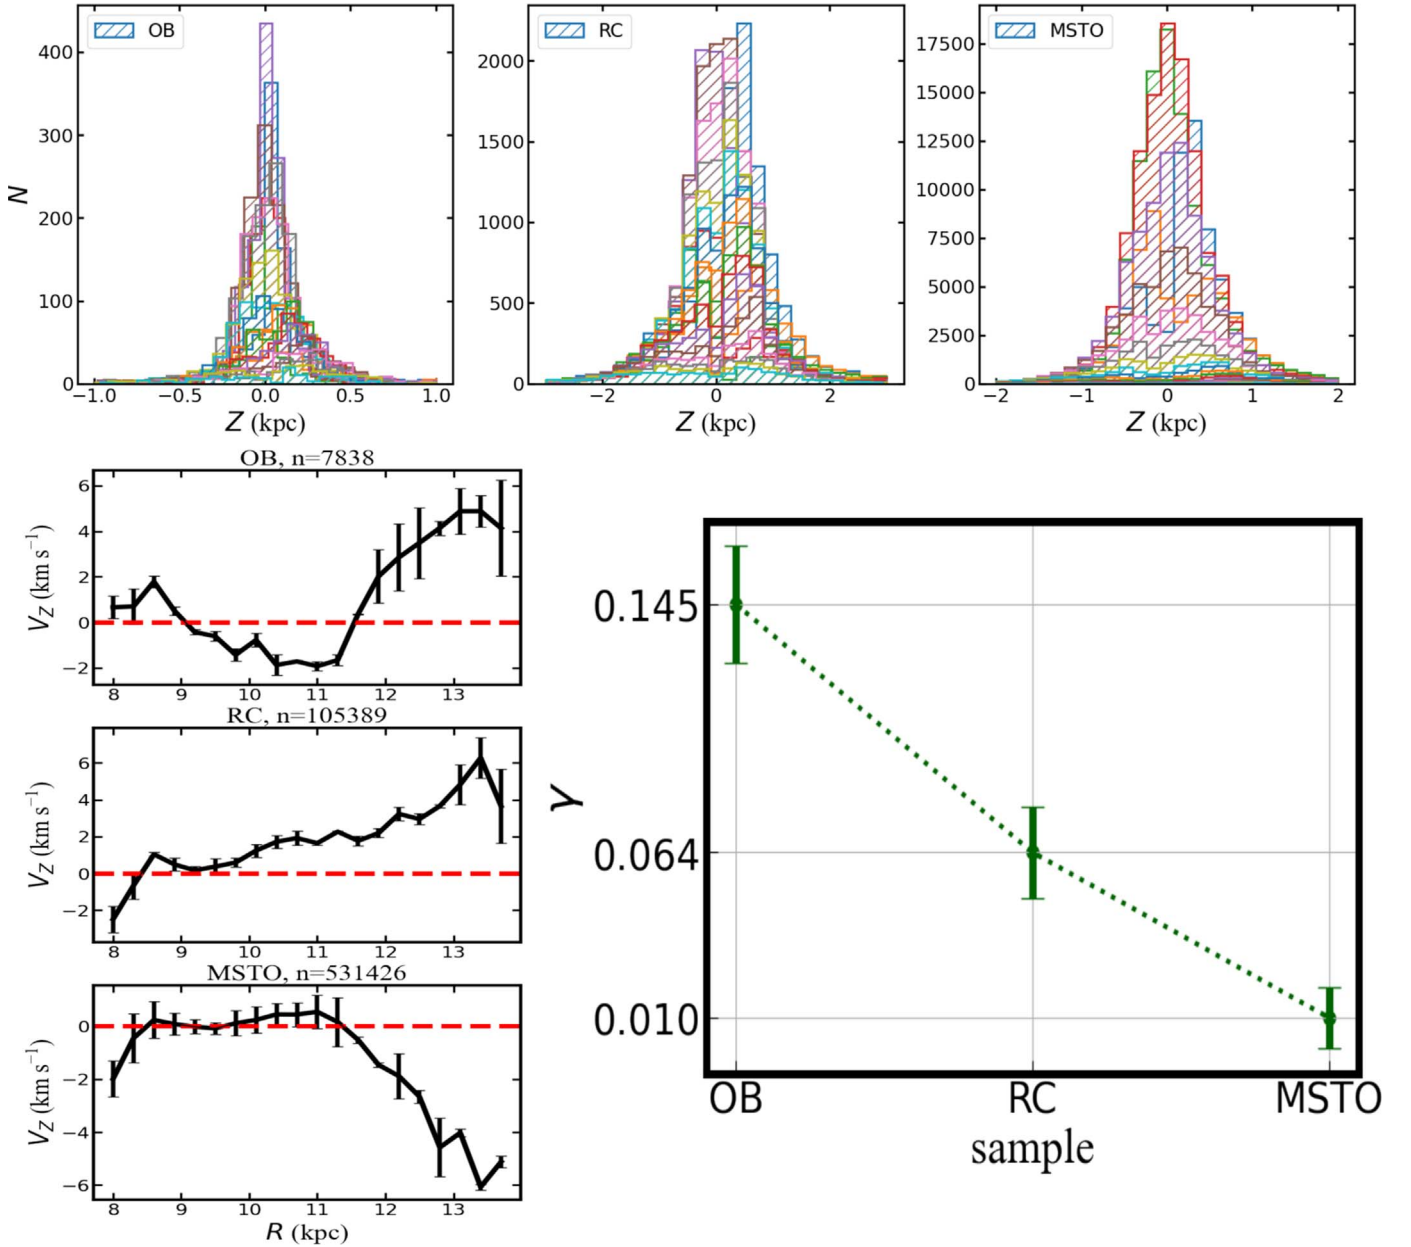 OB
RC
MSTO
400
300
200
100
0
N
−1.0 −0.5 0.0 0.5 1.0
Z (kpc)
2000
1500
1000
500
0
−2 0 2
Z (kpc)
17500
15000
12500
10000
7500
5000
2500
0
−2 −1 0 1 2
Z (kpc)
OB, n=7838
6
4
2
0
−2
V_Z (km s⁻¹)
8 9 10 11 12 13
RC, n=105389
6
4
2
0
−2
V_Z (km s⁻¹)
8 9 10 11 12 13
MSTO, n=531426
0
−2
−4
−6
V_Z (km s⁻¹)
8 9 10 11 12 13
R (kpc)
0.145
0.064
0.010
γ
OB RC MSTO
sample